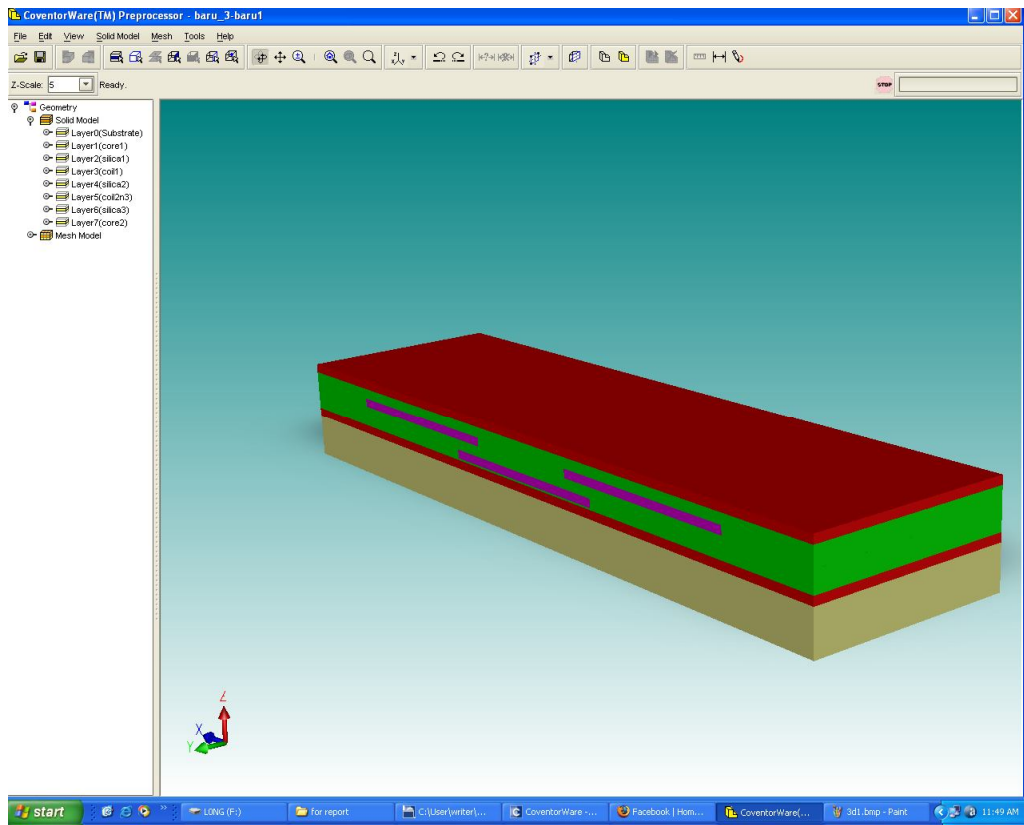 CoventorWare(TM) Preprocessor - baru_3-baru1
File Edit View Solid Model Mesh Tools Help
Z-Scale: 5 Ready.
STOP
Geometry
Solid Model
Layer0(Substrate)
Layer1(core1)
Layer2(silica1)
Layer3(coil1)
Layer4(silica2)
Layer5(coil2n3)
Layer6(silica3)
Layer7(core2)
Mesh Model
Z
X
Y
start
LONG (F:)
for report
C:\User\writer\...
CoventorWare -...
Facebook | Hom...
CoventorWare(...
3d1.bmp - Paint
11:49 AM